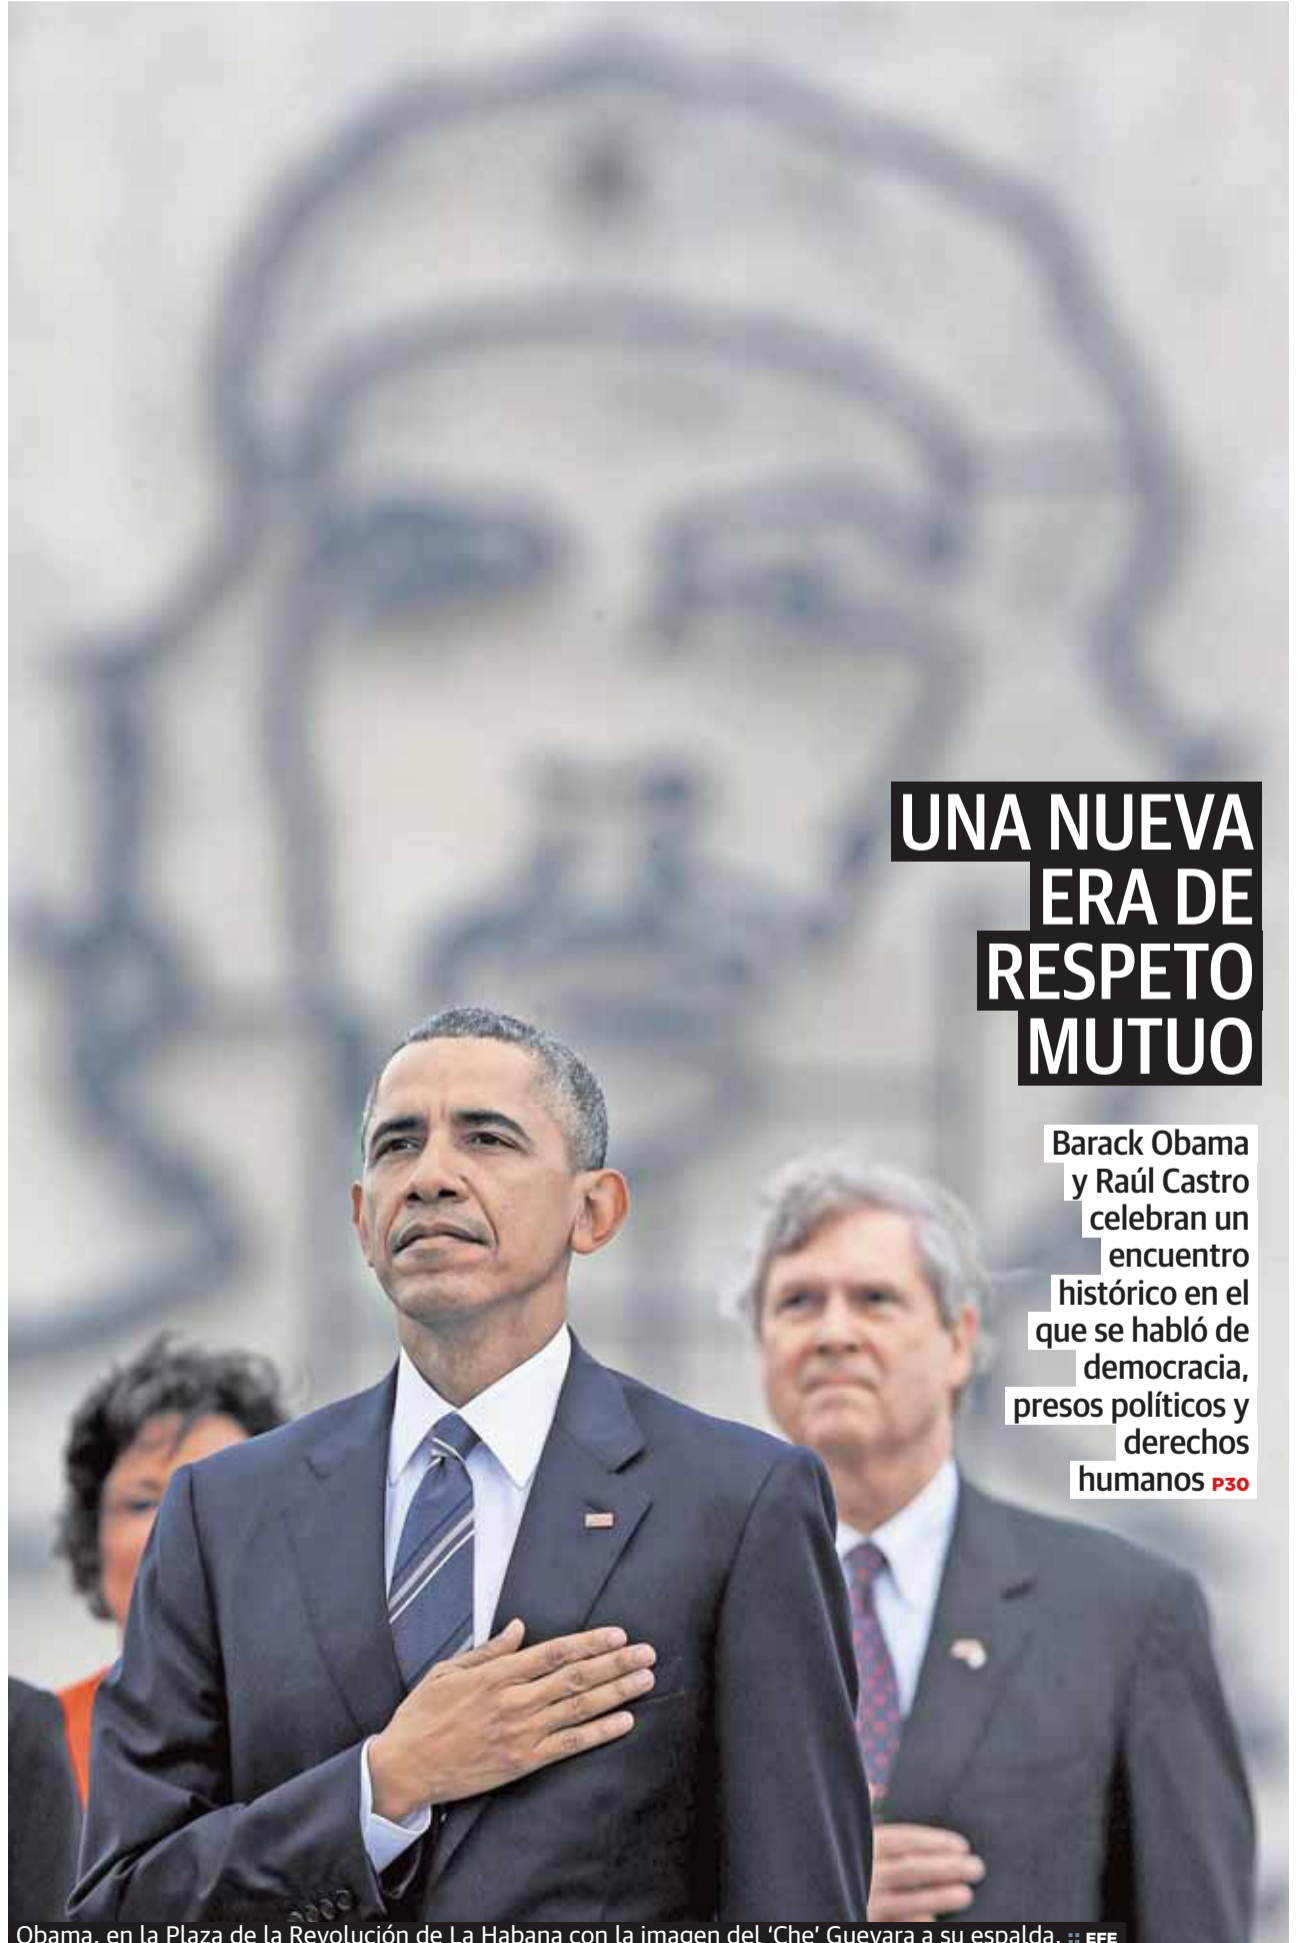 UNA NUEVA
ERA DE
RESPETO
MUTUO
Barack Obama
y Raúl Castro
celebran un
encuentro
histórico en el
que se habló de
democracia,
presos políticos y
derechos
humanos P30
Obama, en la Plaza de la Revolución de La Habana con la imagen del ‘Che’ Guevara a su espalda. :: EFE